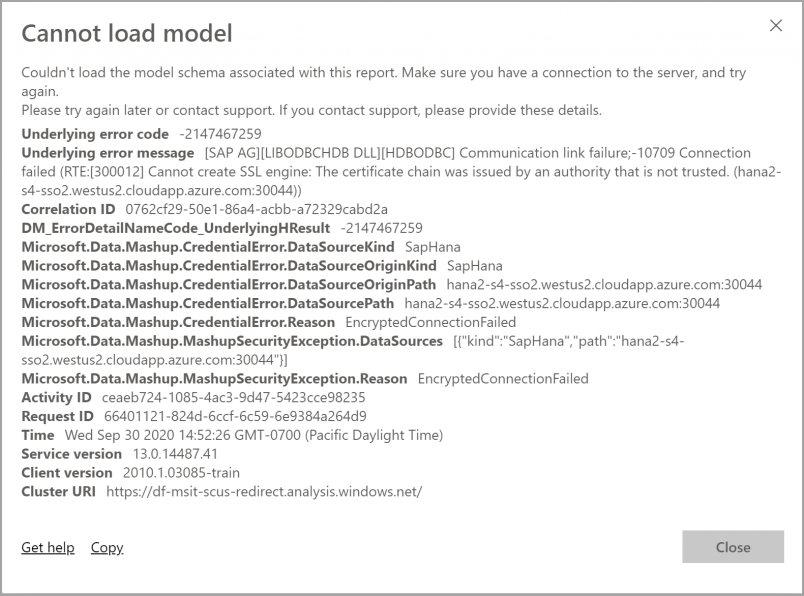 Cannot load model
Couldn't load the model schema associated with this report. Make sure you have a connection to the server, and try
again.
Please try again later or contact support. If you contact support, please provide these details.
Underlying error code -2147467259
Underlying error message [SAP AG][LIBODBCHDB DLL][HDBODBC] Communication link failure;-10709 Connection
failed (RTE:[300012] Cannot create SSL engine: The certificate chain was issued by an authority that is not trusted. (hana2-
s4-sso2.westus2.cloudapp.azure.com:30044))
Correlation ID 0762cf29-50e1-86a4-acbb-a72329cabd2a
DM_ErrorDetailNameCode_UnderlyingHResult -2147467259
Microsoft.Data.Mashup.CredentialError.DataSourceKind SapHana
Microsoft.Data.Mashup.CredentialError.DataSourceOriginKind SapHana
Microsoft.Data.Mashup.CredentialError.DataSourceOriginPath hana2-s4-sso2.westus2.cloudapp.azure.com:30044
Microsoft.Data.Mashup.CredentialError.DataSourcePath hana2-s4-sso2.westus2.cloudapp.azure.com:30044
Microsoft.Data.Mashup.CredentialError.Reason EncryptedConnectionFailed
Microsoft.Data.Mashup.MashupSecurityException.DataSources [{"kind":"SapHana","path":"hana2-s4-
sso2.westus2.cloudapp.azure.com:30044"}]
Microsoft.Data.Mashup.MashupSecurityException.Reason EncryptedConnectionFailed
Activity ID ceaeb724-1085-4ac3-9d47-5423cce98235
Request ID 66401121-824d-6ccf-6c59-6e9384a264d9
Time Wed Sep 30 2020 14:52:26 GMT-0700 (Pacific Daylight Time)
Service version 13.0.14487.41
Client version 2010.1.03085-train
Cluster URI https://df-msit-scus-redirect.analysis.windows.net/
Get help Copy Close